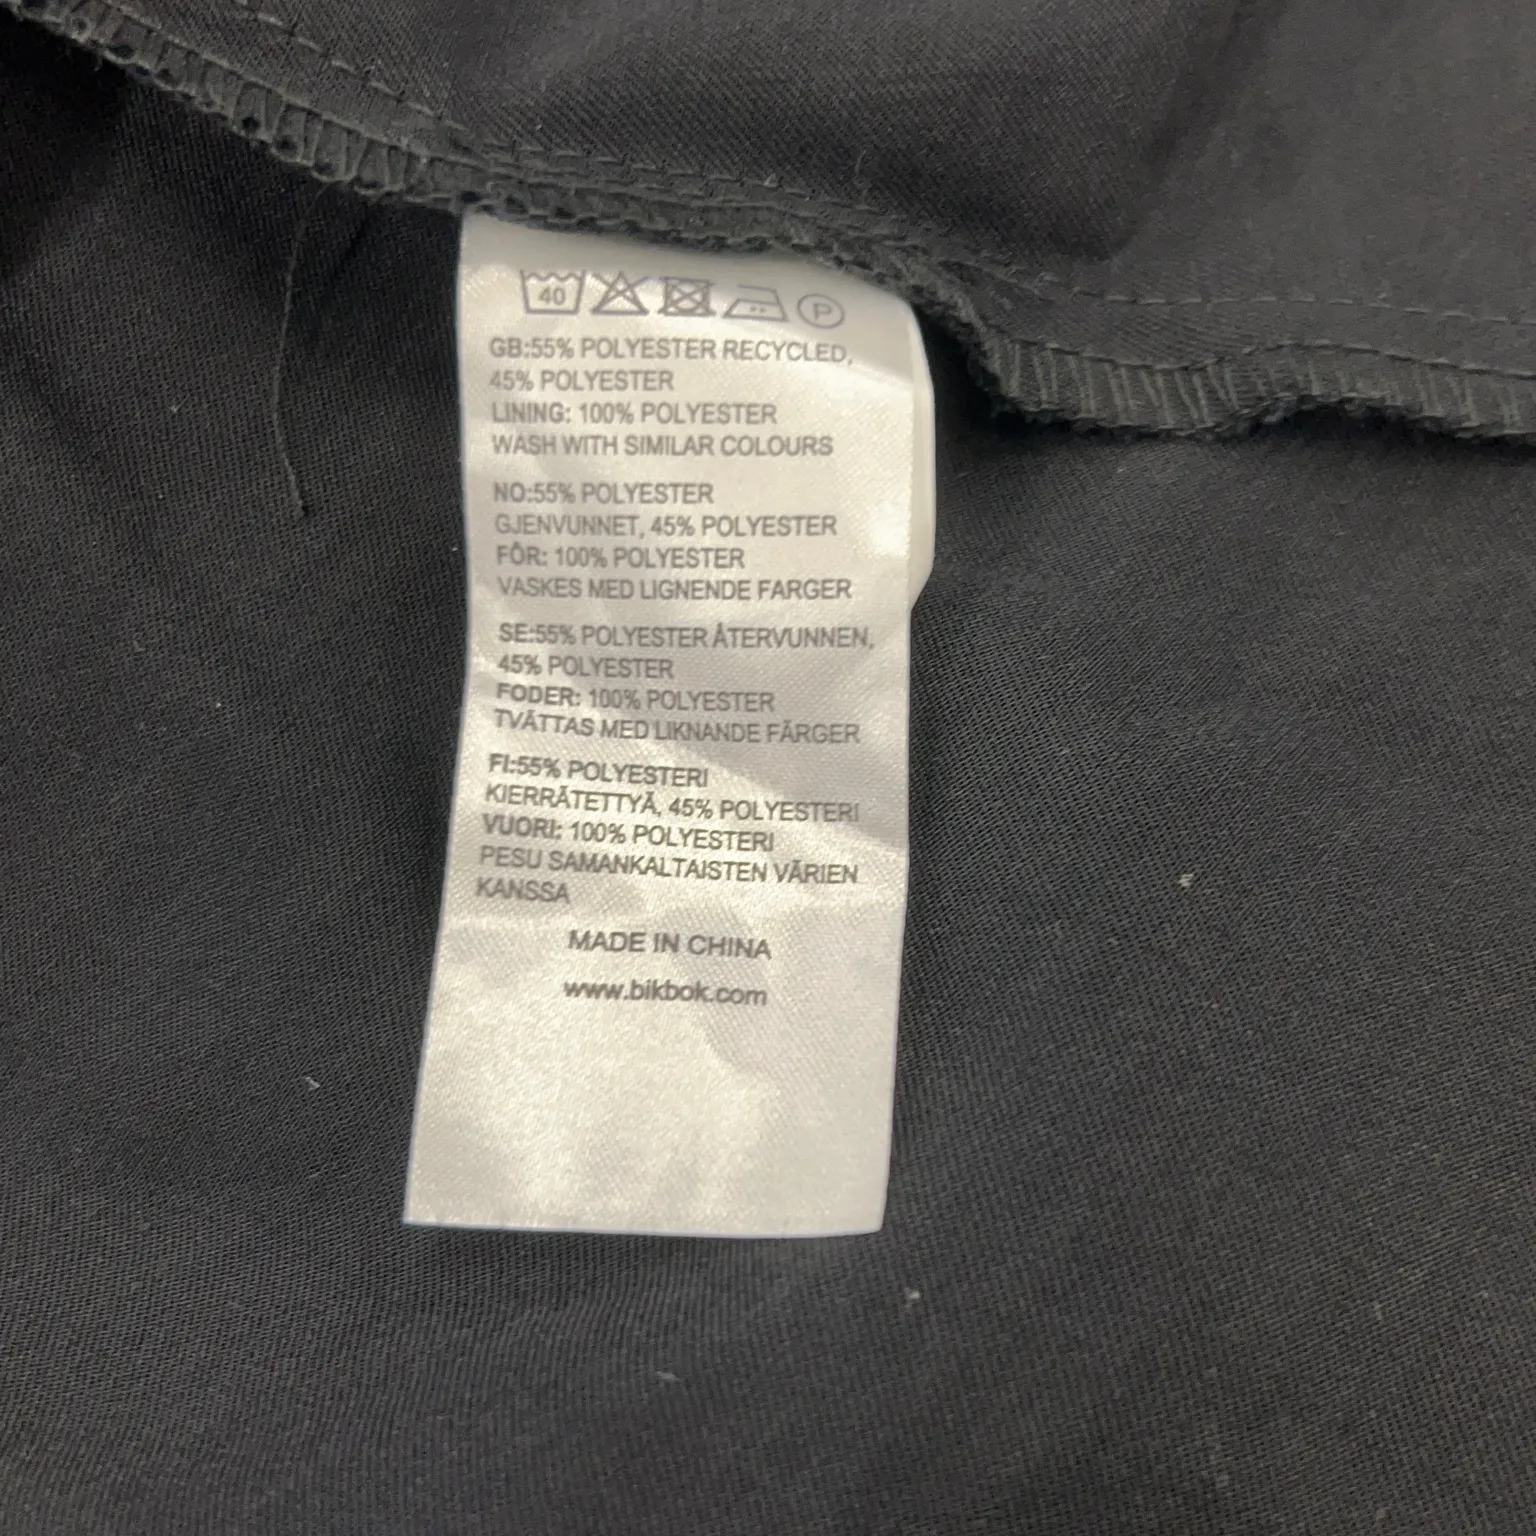 40 P
GB:55% POLYESTER RECYCLED,
45% POLYESTER
LINING: 100% POLYESTER
WASH WITH SIMILAR COLOURS
NO:55% POLYESTER
GJENVUNNET, 45% POLYESTER
FÔR: 100% POLYESTER
VASKES MED LIGNENDE FARGER
SE:55% POLYESTER ÅTERVUNNEN,
45% POLYESTER
FODER: 100% POLYESTER
TVÄTTAS MED LIKNANDE FÄRGER
FI:55% POLYESTERI
KIERRÄTETTYÄ, 45% POLYESTERI
VUORI: 100% POLYESTERI
PESU SAMANKALTAISTEN VÄRIEN
KANSSA
MADE IN CHINA
www.bikbok.com